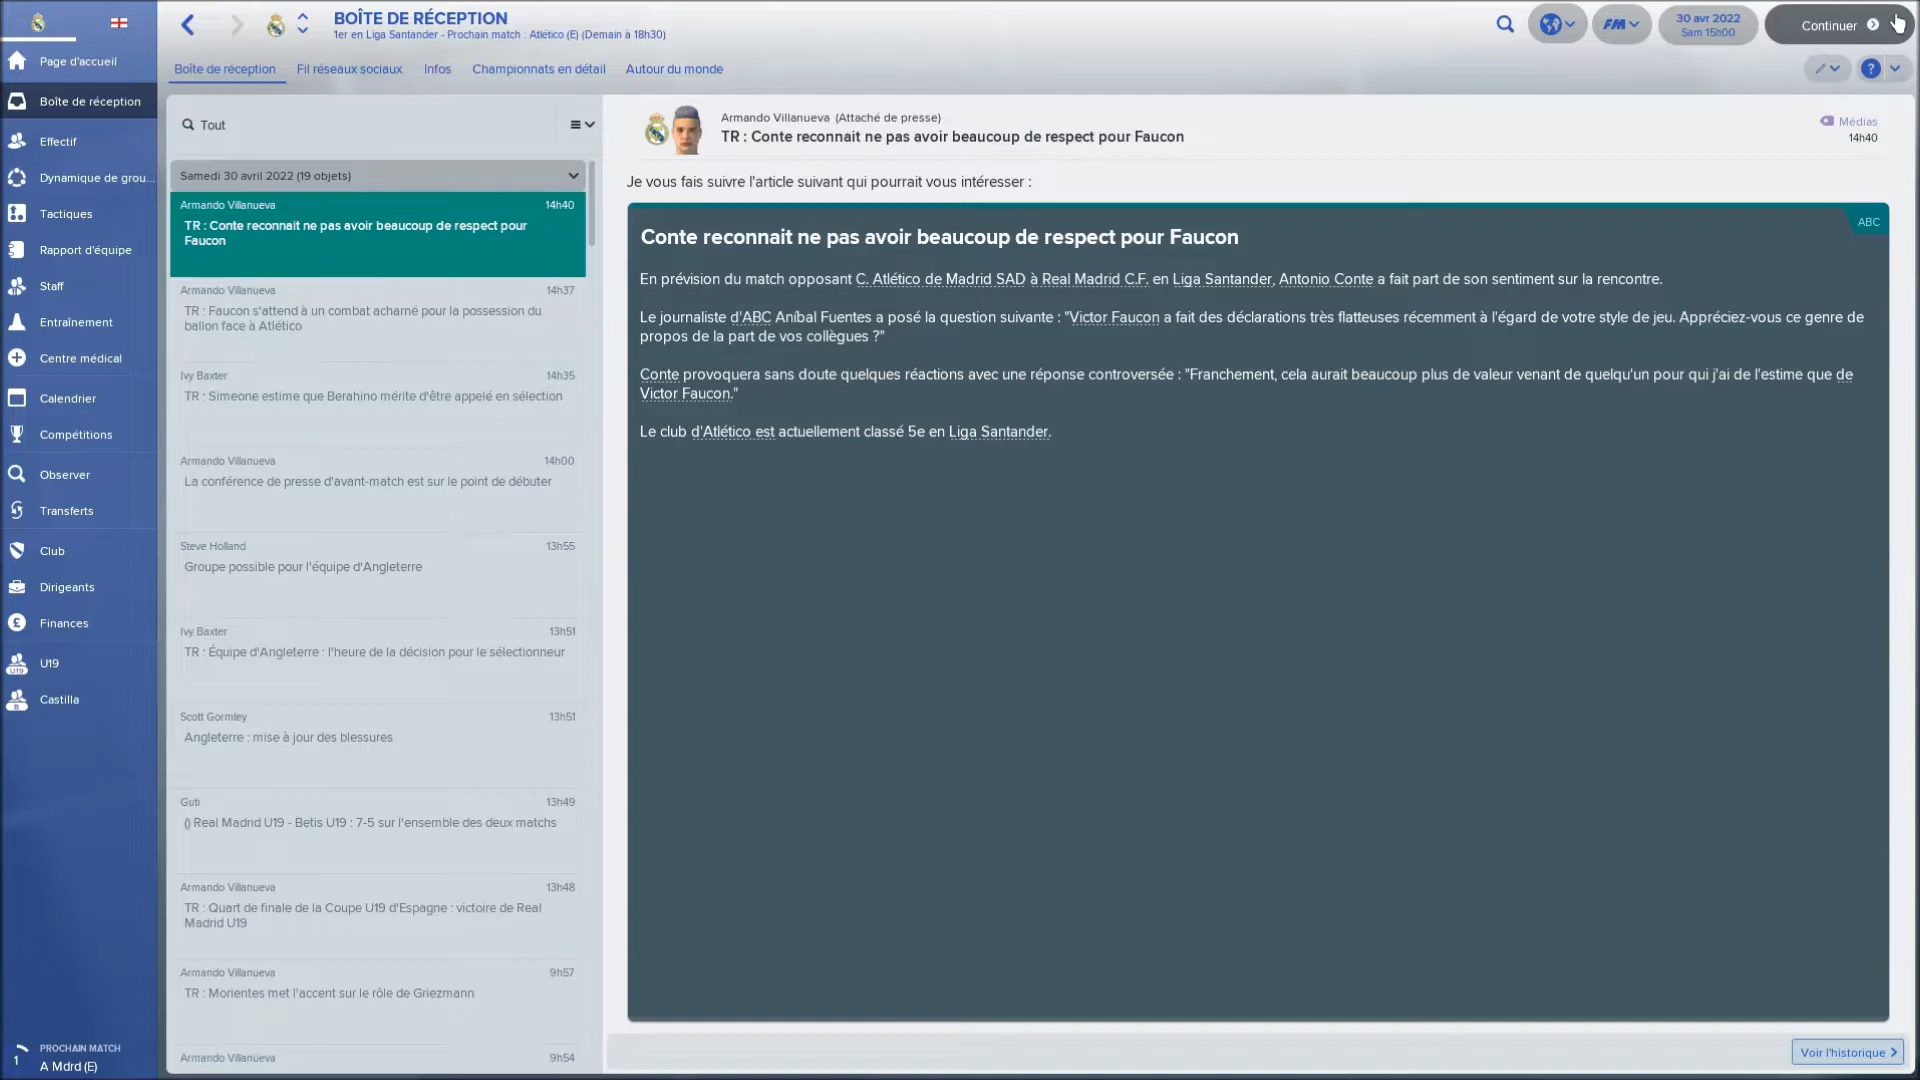 BOÎTE DE RÉCEPTION
1er en Liga Santander - Prochain match : Atlético (E) (Demain à 18h30)
FM
30 avr 2022
Sam 15h00
Continuer
Boîte de réception
Fil réseaux sociaux
Infos
Championnats en détail
Autour du monde
?
Page d'accueil
Boîte de réception
Effectif
Dynamique de grou...
Tactiques
Rapport d'équipe
Staff
Entraînement
Centre médical
Calendrier
Compétitions
Observer
Transferts
Club
Dirigeants
Finances
U19
Castilla
PROCHAIN MATCH
1
A Mdrd (E)
Tout
Samedi 30 avril 2022 (19 objets)
Armando Villanueva 14h40
TR : Conte reconnait ne pas avoir beaucoup de respect pour
Faucon
Armando Villanueva 14h37
TR : Faucon s'attend à un combat acharné pour la possession du
ballon face à Atlético
Ivy Baxter 14h35
TR : Simeone estime que Berahino mérite d'être appelé en sélection
Armando Villanueva 14h00
La conférence de presse d'avant-match est sur le point de débuter
Steve Holland 13h55
Groupe possible pour l'équipe d'Angleterre
Ivy Baxter 13h51
TR : Équipe d'Angleterre : l'heure de la décision pour le sélectionneur
Scott Gormley 13h51
Angleterre : mise à jour des blessures
Guti 13h49
() Real Madrid U19 - Betis U19 : 7-5 sur l'ensemble des deux matchs
Armando Villanueva 13h48
TR : Quart de finale de la Coupe U19 d'Espagne : victoire de Real
Madrid U19
Armando Villanueva 9h57
TR : Morientes met l'accent sur le rôle de Griezmann
Armando Villanueva 9h54
Armando Villanueva (Attaché de presse)
TR : Conte reconnait ne pas avoir beaucoup de respect pour Faucon
Médias
14h40
Je vous fais suivre l'article suivant qui pourrait vous intéresser :
ABC
Conte reconnait ne pas avoir beaucoup de respect pour Faucon
En prévision du match opposant C. Atlético de Madrid SAD à Real Madrid C.F. en Liga Santander, Antonio Conte a fait part de son sentiment sur la rencontre.
Le journaliste d'ABC Aníbal Fuentes a posé la question suivante : "Victor Faucon a fait des déclarations très flatteuses récemment à l'égard de votre style de jeu. Appréciez-vous ce genre de
propos de la part de vos collègues ?"
Conte provoquera sans doute quelques réactions avec une réponse controversée : "Franchement, cela aurait beaucoup plus de valeur venant de quelqu'un pour qui j'ai de l'estime que de
Victor Faucon."
Le club d'Atlético est actuellement classé 5e en Liga Santander.
Voir l'historique